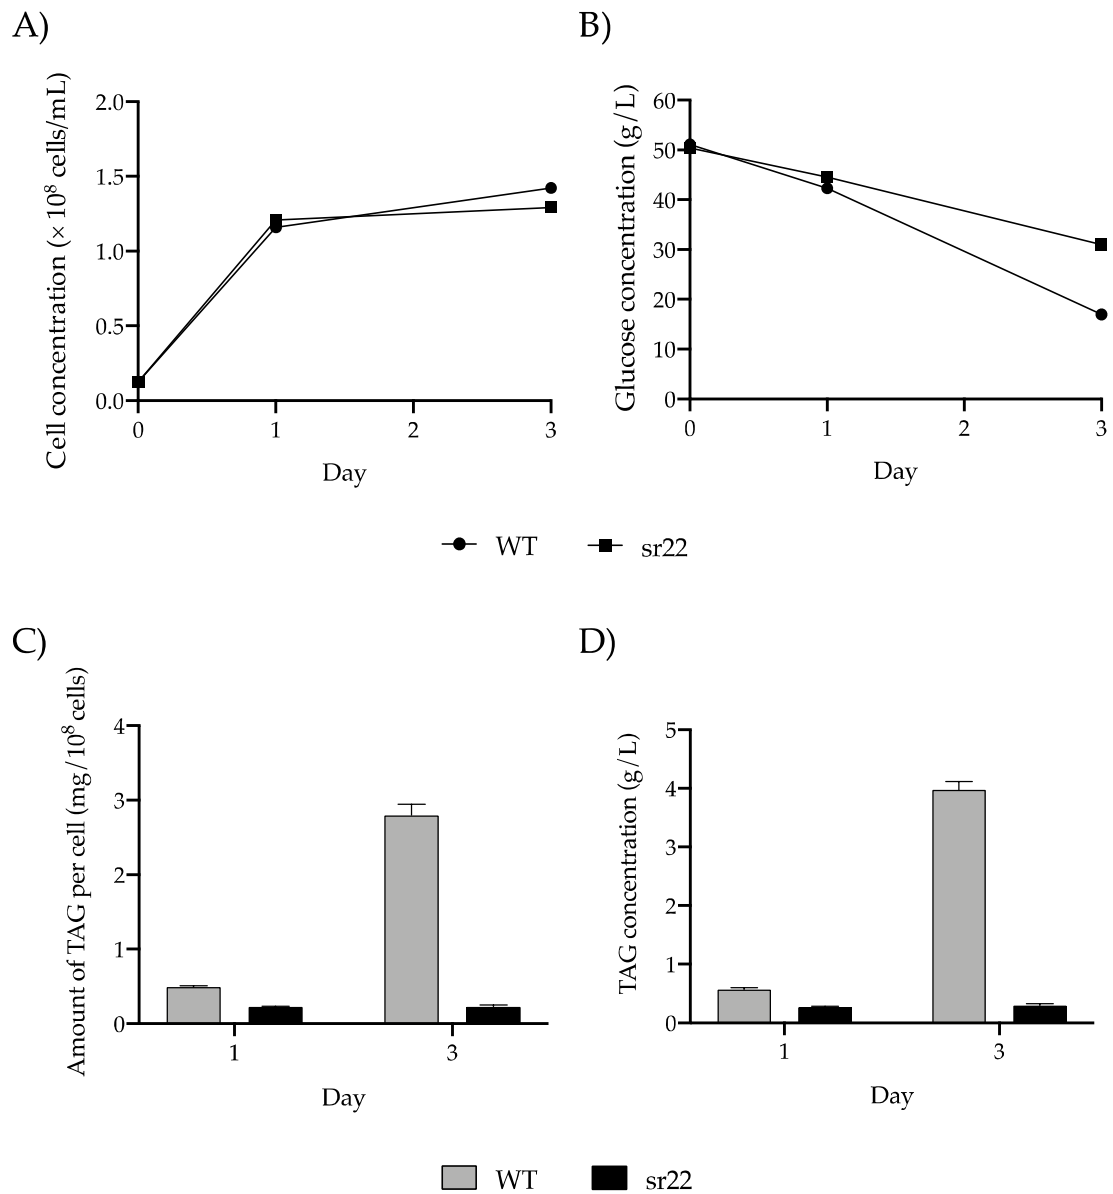 A)
Cell concentration (× 10⁸ cells/mL)
2.0
1.5
1.0
0.5
0.0
0 1 2 3
Day
B)
Glucose concentration (g/L)
60
50
40
30
20
10
0
0 1 2 3
Day
WT sr22
C)
Amount of TAG per cell (mg/10⁸ cells)
4
3
2
1
0
1 3
Day
D)
TAG concentration (g/L)
5
4
3
2
1
0
1 3
Day
WT sr22